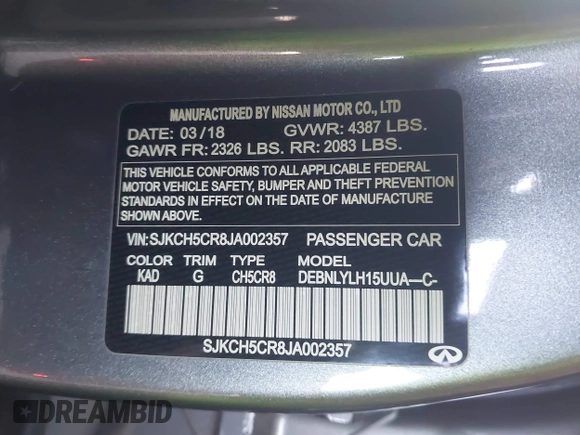 MANUFACTURED BY NISSAN MOTOR CO., LTD
DATE: 03/18 GVWR: 4387 LBS.
GAWR FR: 2326 LBS. RR: 2083 LBS.
THIS VEHICLE CONFORMS TO ALL APPLICABLE FEDERAL
MOTOR VEHICLE SAFETY, BUMPER AND THEFT PREVENTION
STANDARDS IN EFFECT ON THE DATE OF MANUFACTURE
SHOWN ABOVE.
VIN:SJKCH5CR8JA002357 PASSENGER CAR
COLOR TRIM TYPE MODEL
KAD G CH5CR8 DEBNLYLH15UUA—C-
SJKCH5CR8JA002357
DREAMBID